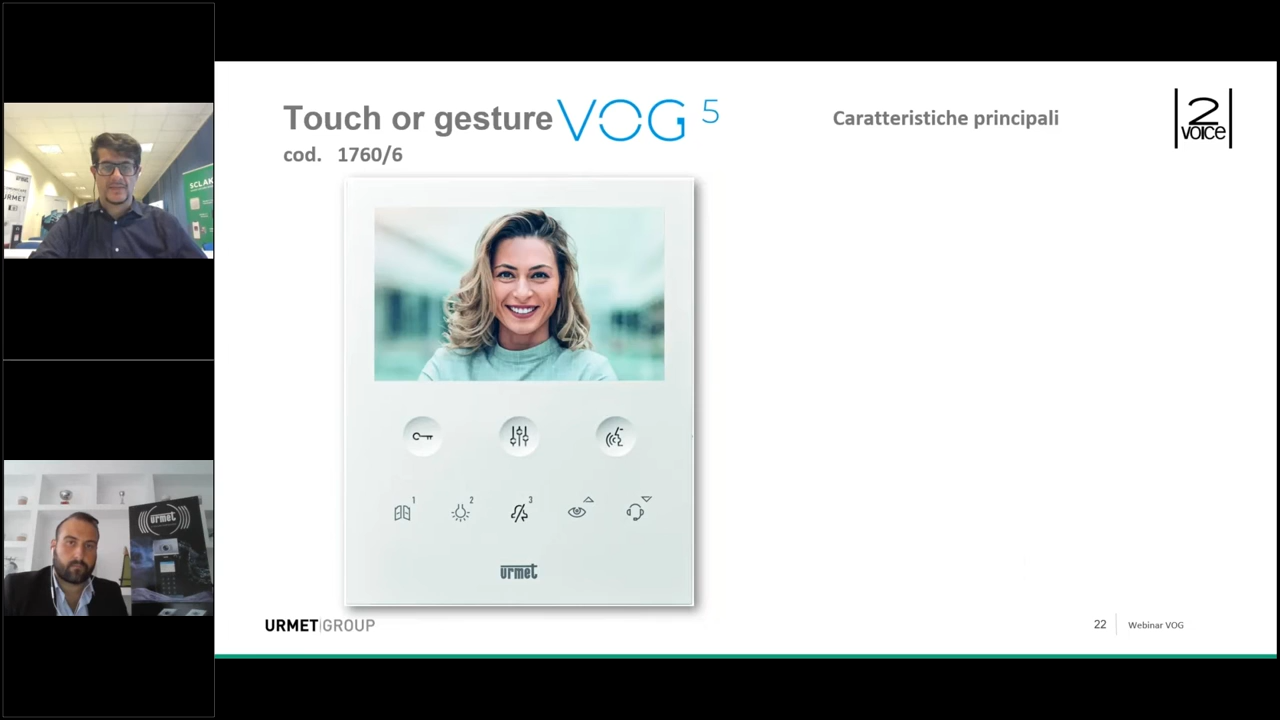 Touch or gesture VOG 5
Caratteristiche principali
2
VOICE
cod. 1760/6
1
2
3
urmet
URMET GROUP
22
Webinar VOG
SCLAK
URMET
urmet